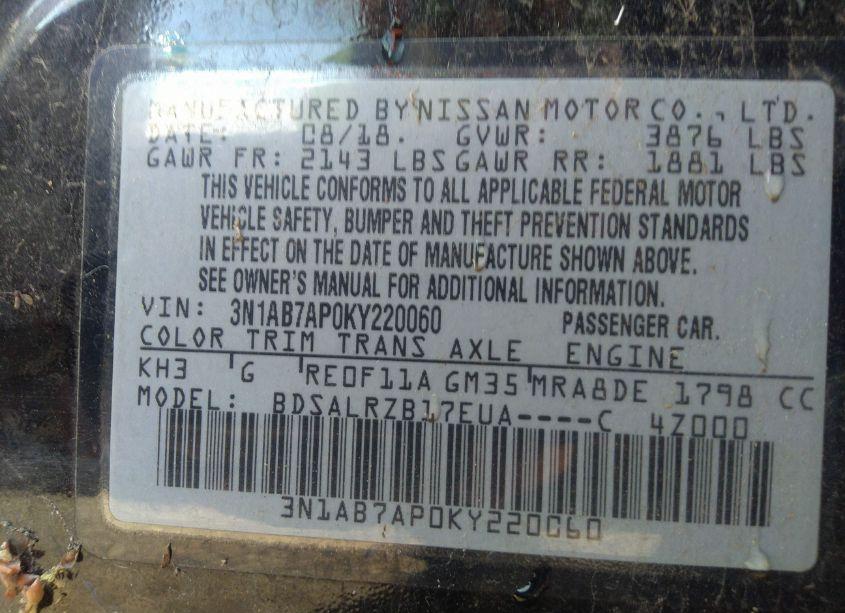 MANUFACTURED BY NISSAN MOTOR CO., LTD.
DATE: 08/18. GVWR: 3876 LBS
GAWR FR: 2143 LBS GAWR RR: 1881 LBS
THIS VEHICLE CONFORMS TO ALL APPLICABLE FEDERAL MOTOR
VEHICLE SAFETY, BUMPER AND THEFT PREVENTION STANDARDS
IN EFFECT ON THE DATE OF MANUFACTURE SHOWN ABOVE.
SEE OWNER'S MANUAL FOR ADDITIONAL INFORMATION.
VIN: 3N1AB7AP0KY220060 PASSENGER CAR.
COLOR TRIM TRANS AXLE ENGINE
KH3 G RE0F11A GM35 MRA8DE 1798 CC
MODEL: BDSALRZB17EUA----C 4Z000
3N1AB7AP0KY220060